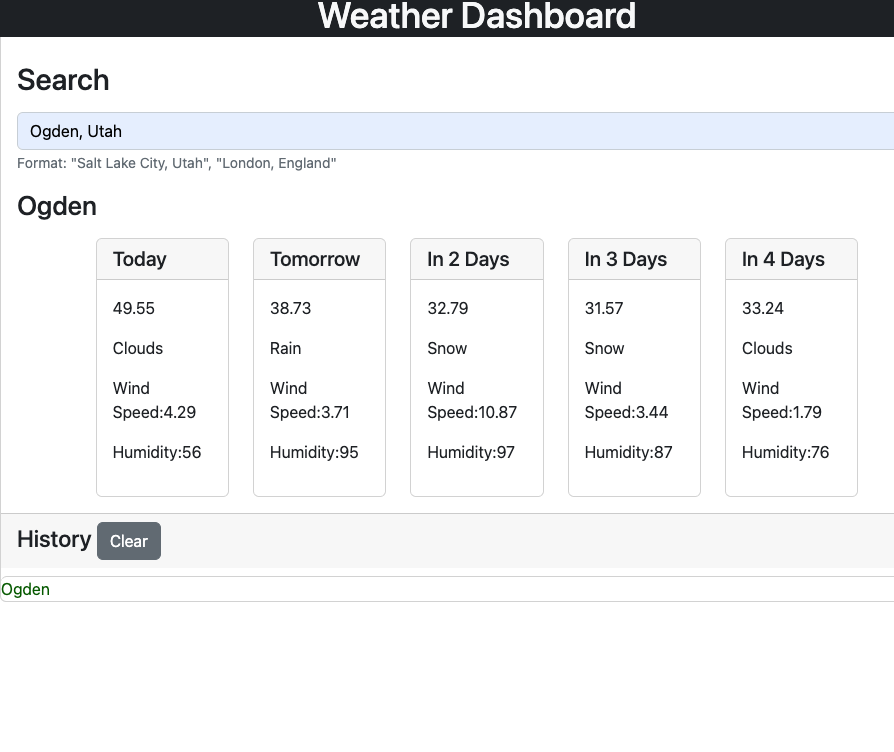 Weather Dashboard
Search
Ogden, Utah
Format: "Salt Lake City, Utah", "London, England"
Ogden
Today
49.55
Clouds
Wind
Speed:4.29
Humidity:56
Tomorrow
38.73
Rain
Wind
Speed:3.71
Humidity:95
In 2 Days
32.79
Snow
Wind
Speed:10.87
Humidity:97
In 3 Days
31.57
Snow
Wind
Speed:3.44
Humidity:87
In 4 Days
33.24
Clouds
Wind
Speed:1.79
Humidity:76
History Clear
Ogden